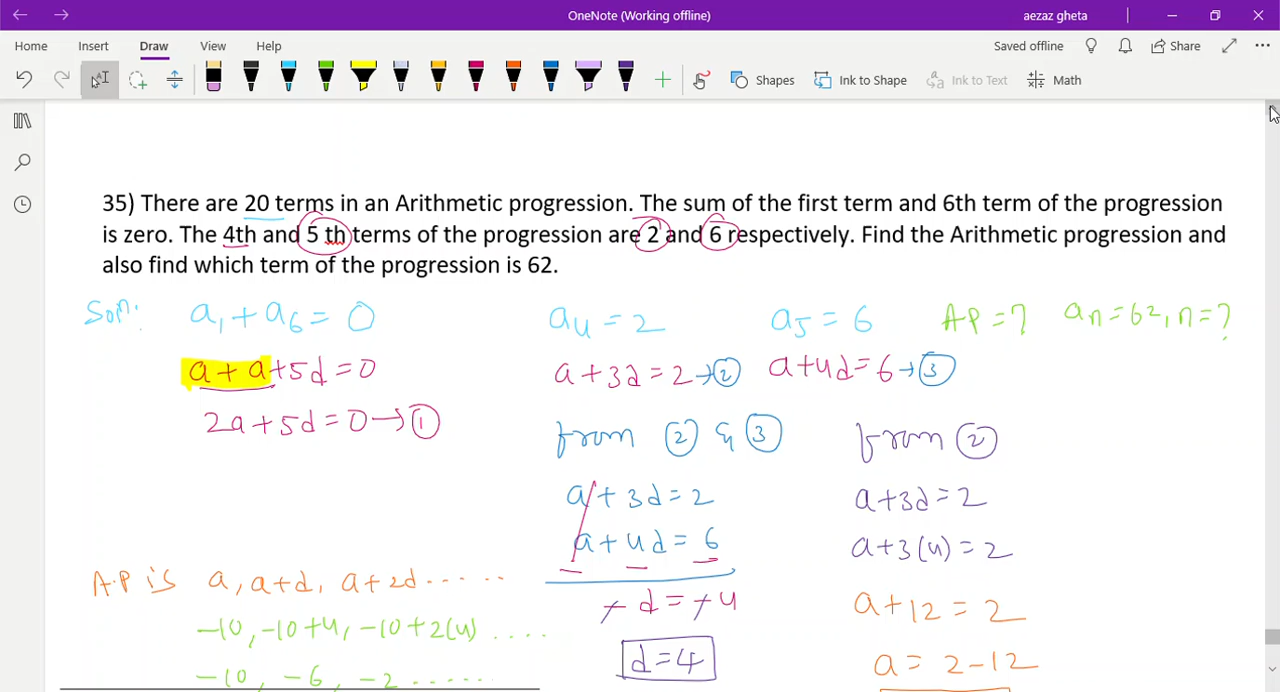 OneNote (Working offline)
aezaz gheta
Home Insert Draw View Help
Saved offline
Share
Shapes
Ink to Shape
Ink to Text
Math
35) There are 20 terms in an Arithmetic progression. The sum of the first term and 6th term of the progression
is zero. The 4th and 5 th terms of the progression are 2 and 6 respectively. Find the Arithmetic progression and
also find which term of the progression is 62.
Soln:
a₁ + a₆ = 0
a + a + 5d = 0
2a + 5d = 0 → ①
a₄ = 2
a + 3d = 2 → ②
a₅ = 6
a + 4d = 6 → ③
AP = ?
aₙ = 62, n = ?
from ② & ③
a + 3d = 2
a + 4d = 6
- d = - 4
d = 4
from ②
a + 3d = 2
a + 3(4) = 2
a + 12 = 2
a = 2 - 12
A.P is a, a+d, a+2d ......
-10, -10+4, -10+2(4) ....
-10, -6, -2 ......